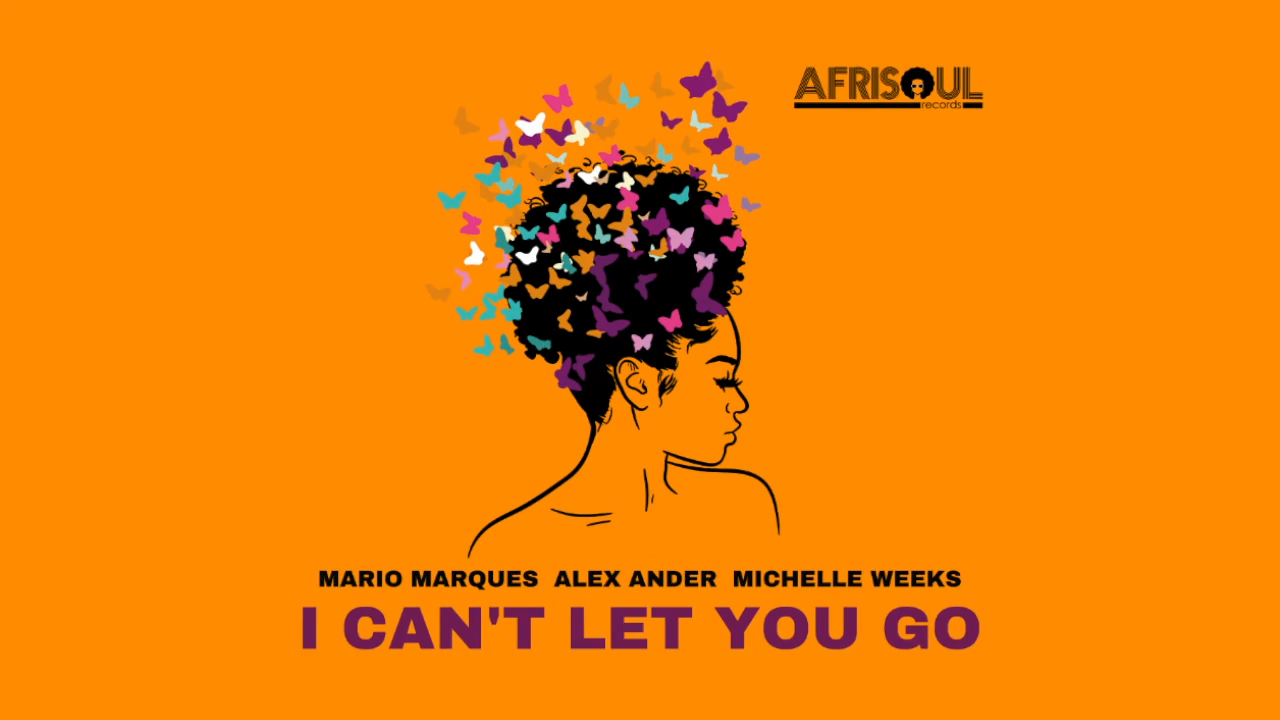 AFRISOUL
records
MARIO MARQUES ALEX ANDER MICHELLE WEEKS
I CAN'T LET YOU GO